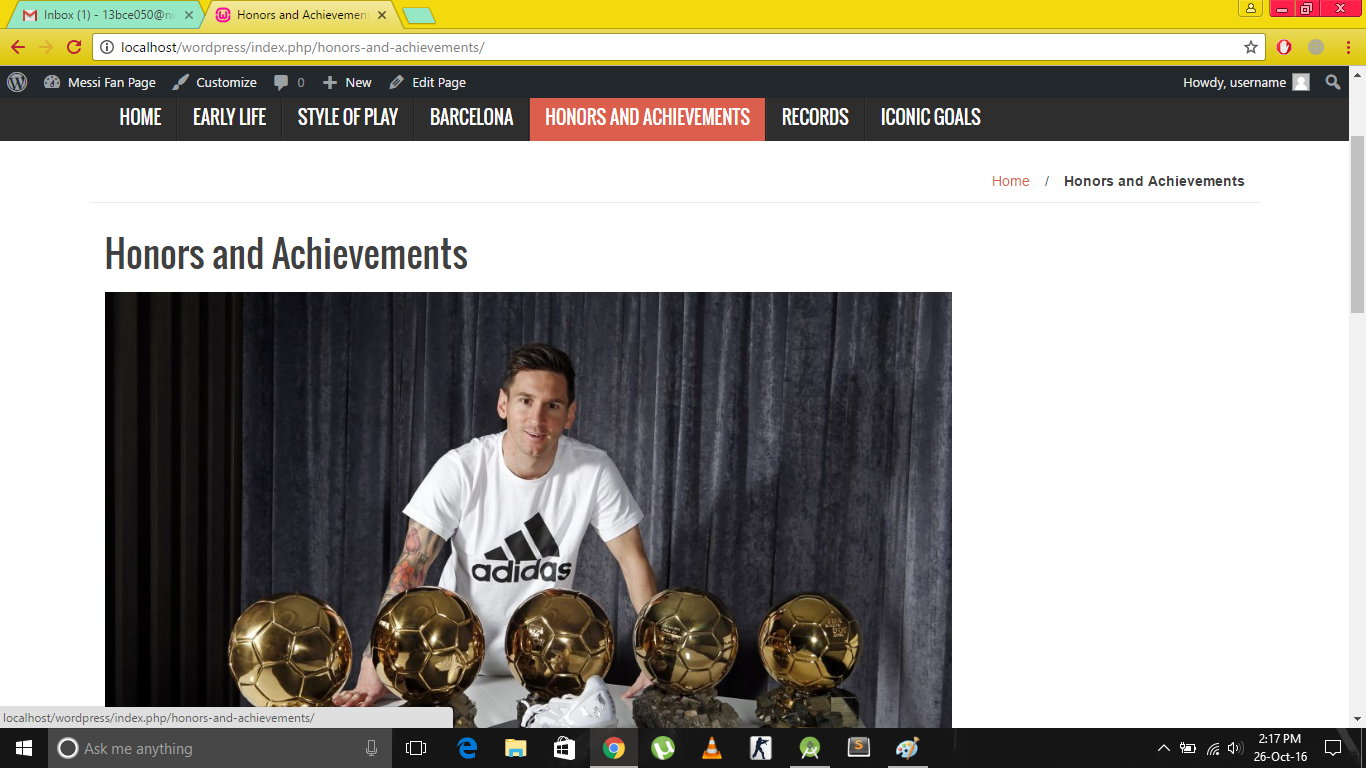 Inbox (1) - 13bce050@ni
Honors and Achievemen
localhost/wordpress/index.php/honors-and-achievements/
Messi Fan Page Customize 0 New Edit Page Howdy, username
HOME EARLY LIFE STYLE OF PLAY BARCELONA HONORS AND ACHIEVEMENTS RECORDS ICONIC GOALS
Home / Honors and Achievements
Honors and Achievements
adidas
localhost/wordpress/index.php/honors-and-achievements/
Ask me anything
2:17 PM
26-Oct-16